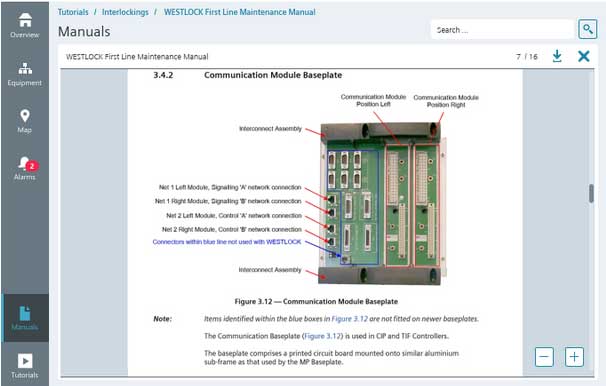 Tutorials / Interlockings / WESTLOCK First Line Maintenance Manual
Manuals
Search ...
Overview
Equipment
Map
2
Alarms
Manuals
Tutorials
WESTLOCK First Line Maintenance Manual
7 / 16
3.4.2 Communication Module Baseplate
Communication Module
Position Left
Communication Module
Position Right
Interconnect Assembly
Net 1 Left Module, Signalling 'A' network connection
Net 1 Right Module, Signalling 'B' network connection
Net 2 Left Module, Control 'A' network connection
Net 2 Right Module, Control 'B' network connection
Connectors within blue line not used with WESTLOCK
Interconnect Assembly
Figure 3.12 — Communication Module Baseplate
Note: Items identified within the blue boxes in Figure 3.12 are not fitted on newer baseplates.
The Communication Baseplate (Figure 3.12) is used in CIP and TIF Controllers.
The baseplate comprises a printed circuit board mounted onto similar aluminium
sub-frame as that used by the MP Baseplate.